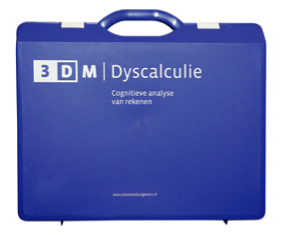 3DM | Dyscalculie
Cognitieve analyse
van rekenen